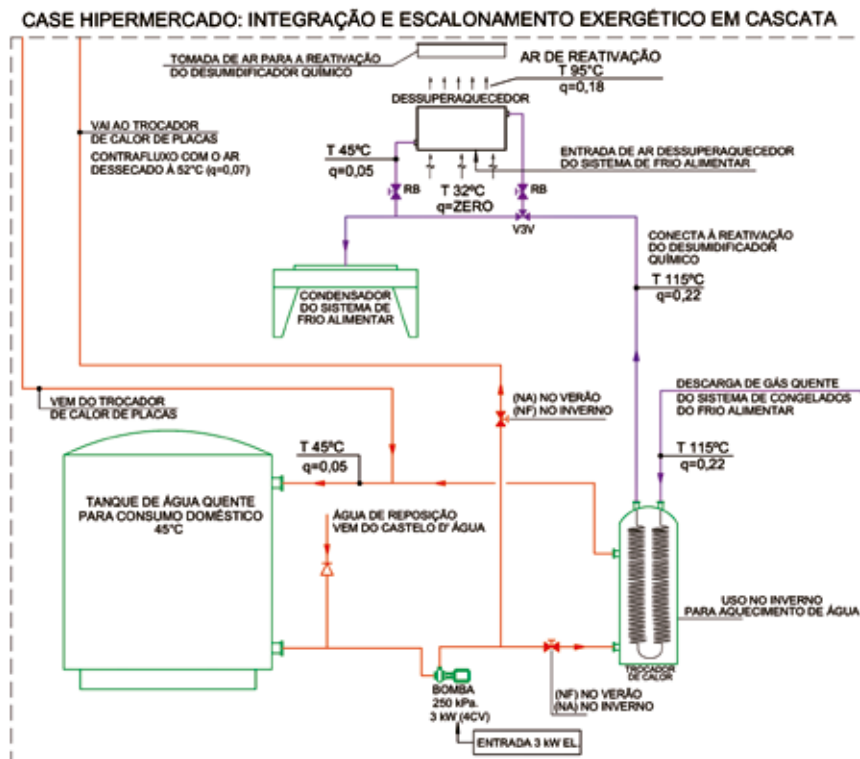 CASE HIPERMERCADO: INTEGRAÇÃO E ESCALONAMENTO EXERGÉTICO EM CASCATA
TOMADA DE AR PARA A REATIVAÇÃO
DO DESUMIDIFICADOR QUÍMICO
AR DE REATIVAÇÃO
T 95°C
q=0,18
DESSUPERAQUECEDOR
VAI AO TROCADOR
DE CALOR DE PLACAS
CONTRAFLUXO COM O AR
DESSECADO À 52°C (q=0,07)
T 45ºC
q=0,05
ENTRADA DE AR DESSUPERAQUECEDOR
DO SISTEMA DE FRIO ALIMENTAR
RB
T 32ºC
q=ZERO
RB
V3V
CONECTA À REATIVAÇÃO
DO DESUMIDIFICADOR
QUÍMICO
T 115ºC
q=0,22
CONDENSADOR
DO SISTEMA DE
FRIO ALIMENTAR
VEM DO TROCADOR
DE CALOR DE PLACAS
(NA) NO VERÃO
(NF) NO INVERNO
DESCARGA DE GÁS QUENTE
DO SISTEMA DE CONGELADOS
DO FRIO ALIMENTAR
T 115ºC
q=0,22
T 45ºC
q=0,05
TANQUE DE ÁGUA QUENTE
PARA CONSUMO DOMÉSTICO
45°C
ÁGUA DE REPOSIÇÃO
VEM DO CASTELO D' ÁGUA
USO NO INVERNO
PARA AQUECIMENTO DE ÁGUA
TROCADOR
DE CALOR
BOMBA
250 kPa.
3 kW (4CV)
(NF) NO VERÃO
(NA) NO INVERNO
ENTRADA 3 kW EL.